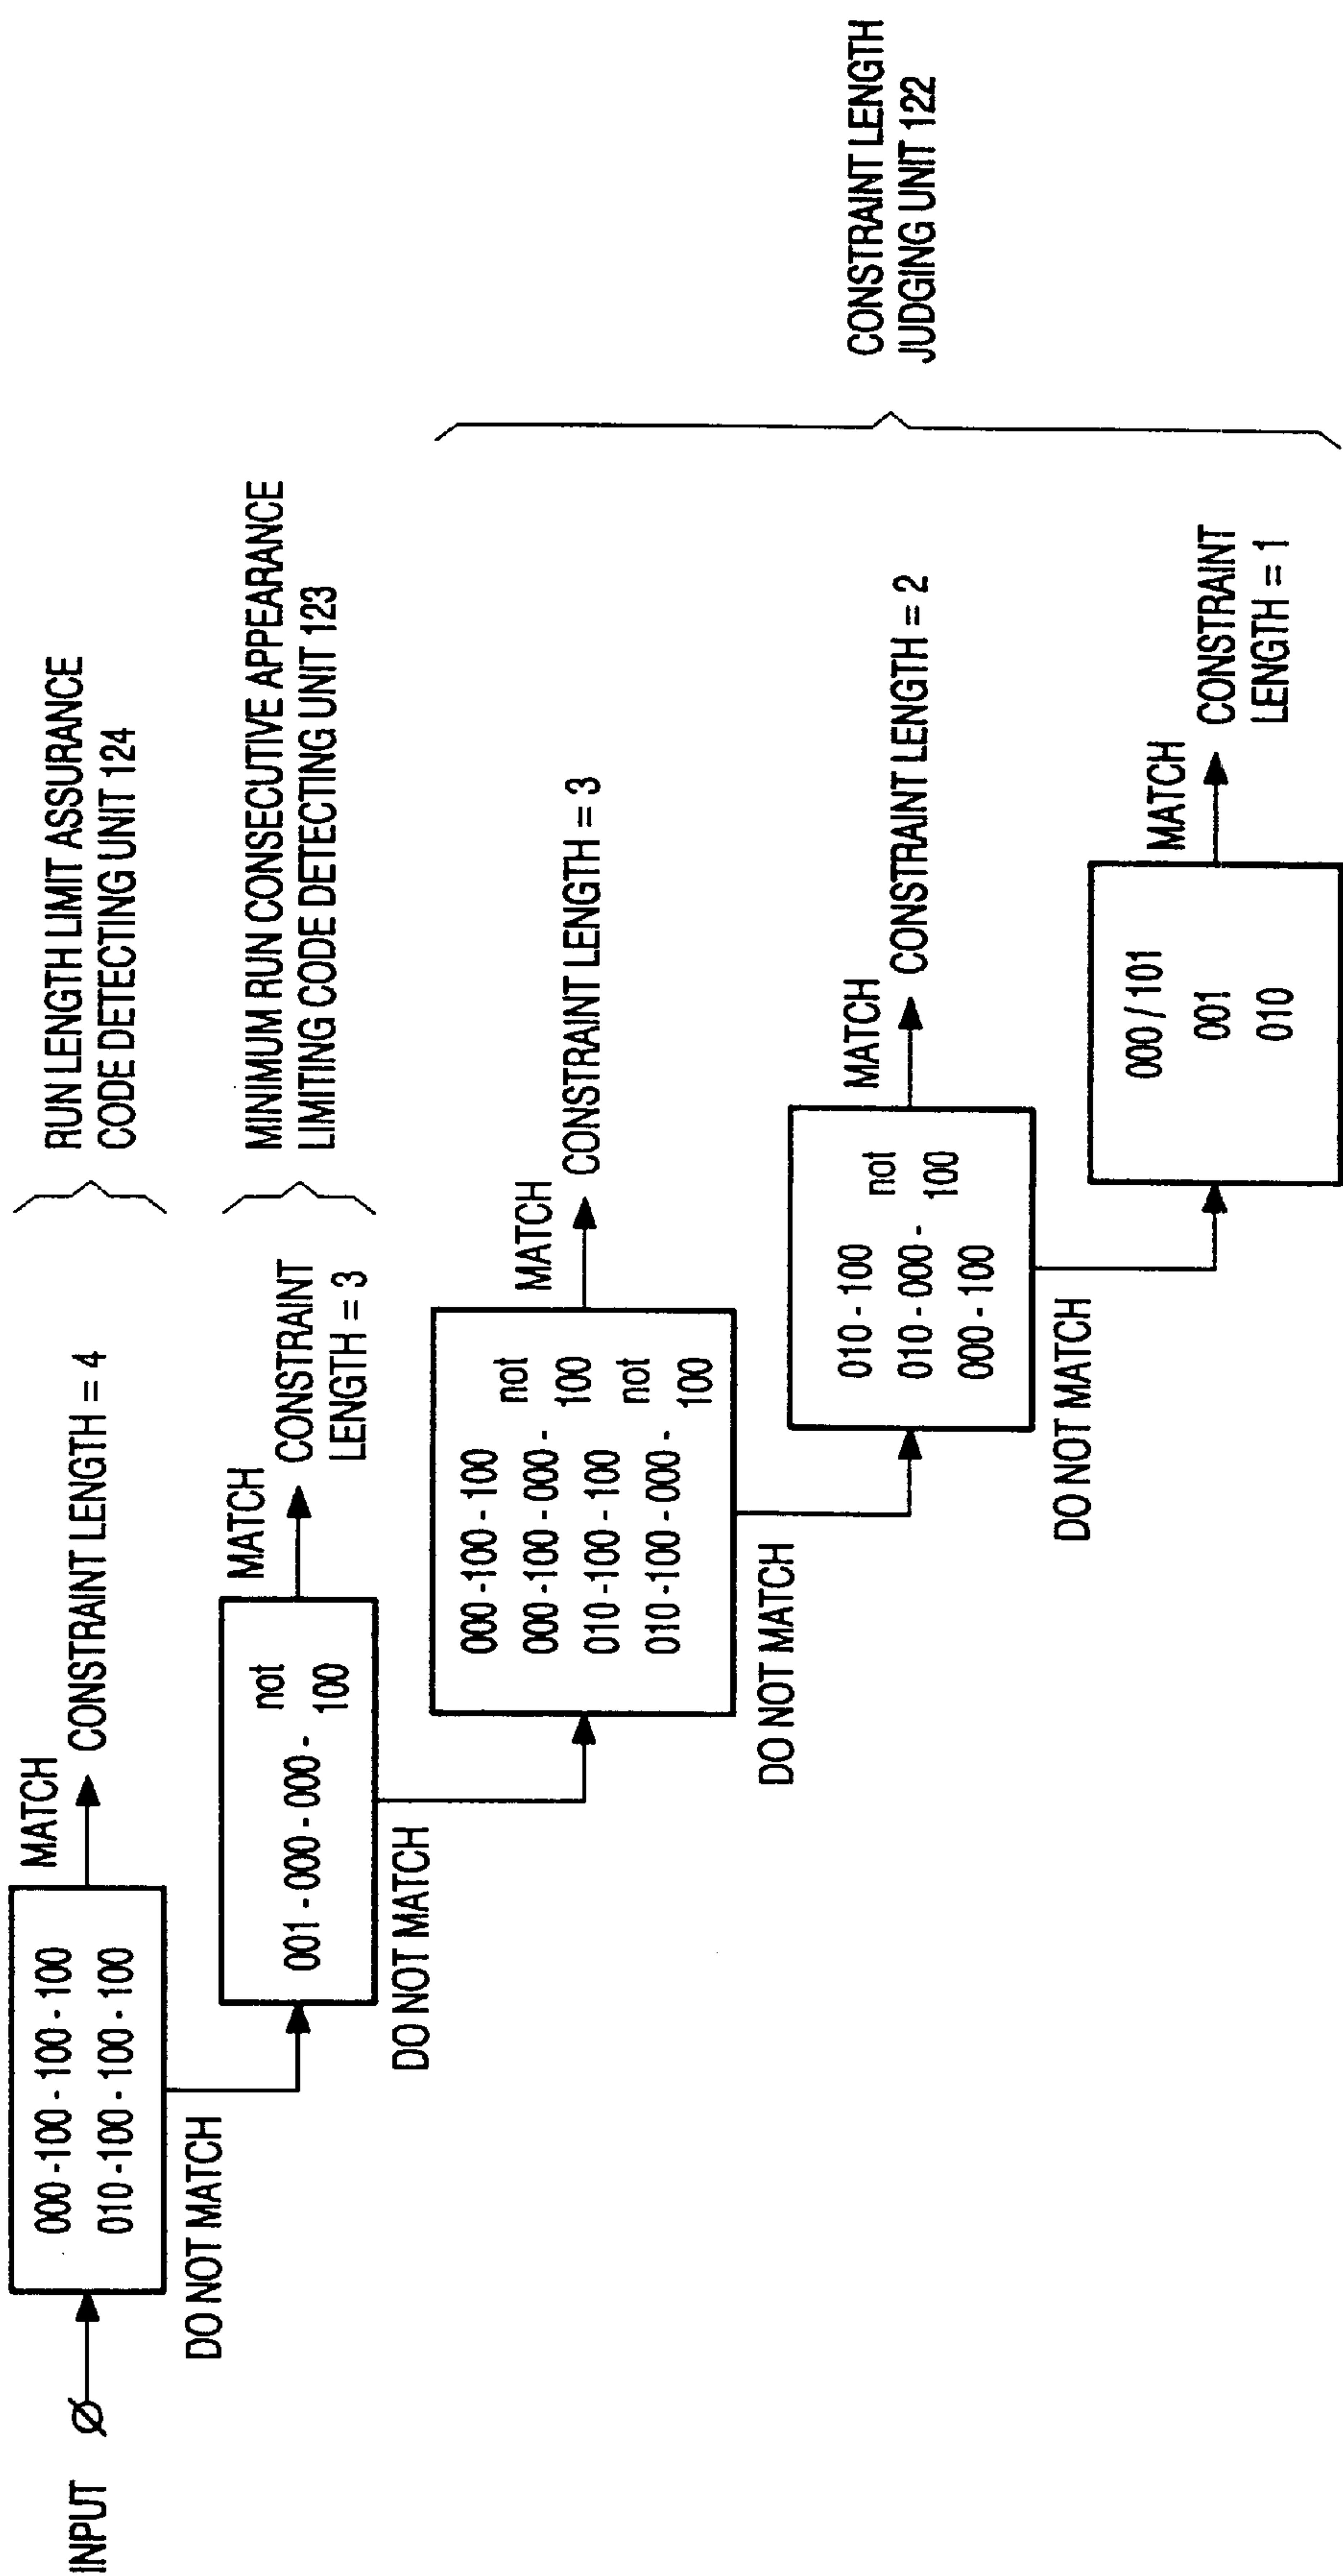 INPUT Ø
000 -100 - 100 - 100
010 -100 - 100 - 100
MATCH
CONSTRAINT LENGTH = 4
RUN LENGTH LIMIT ASSURANCE
CODE DETECTING UNIT 124
DO NOT MATCH
not
001 - 000 - 000 -
100
MATCH
CONSTRAINT
LENGTH = 3
MINIMUM RUN CONSECUTIVE APPEARANCE
LIMITING CODE DETECTING UNIT 123
DO NOT MATCH
000 -100 - 100
not
000 -100 - 000 -
100
010 -100 - 100
not
010 -100 - 000 -
100
MATCH
CONSTRAINT LENGTH = 3
DO NOT MATCH
010 - 100
not
010 - 000 -
100
000 - 100
MATCH
CONSTRAINT LENGTH = 2
CONSTRAINT LENGTH
JUDGING UNIT 122
DO NOT MATCH
000 / 101
001
010
MATCH
CONSTRAINT
LENGTH = 1